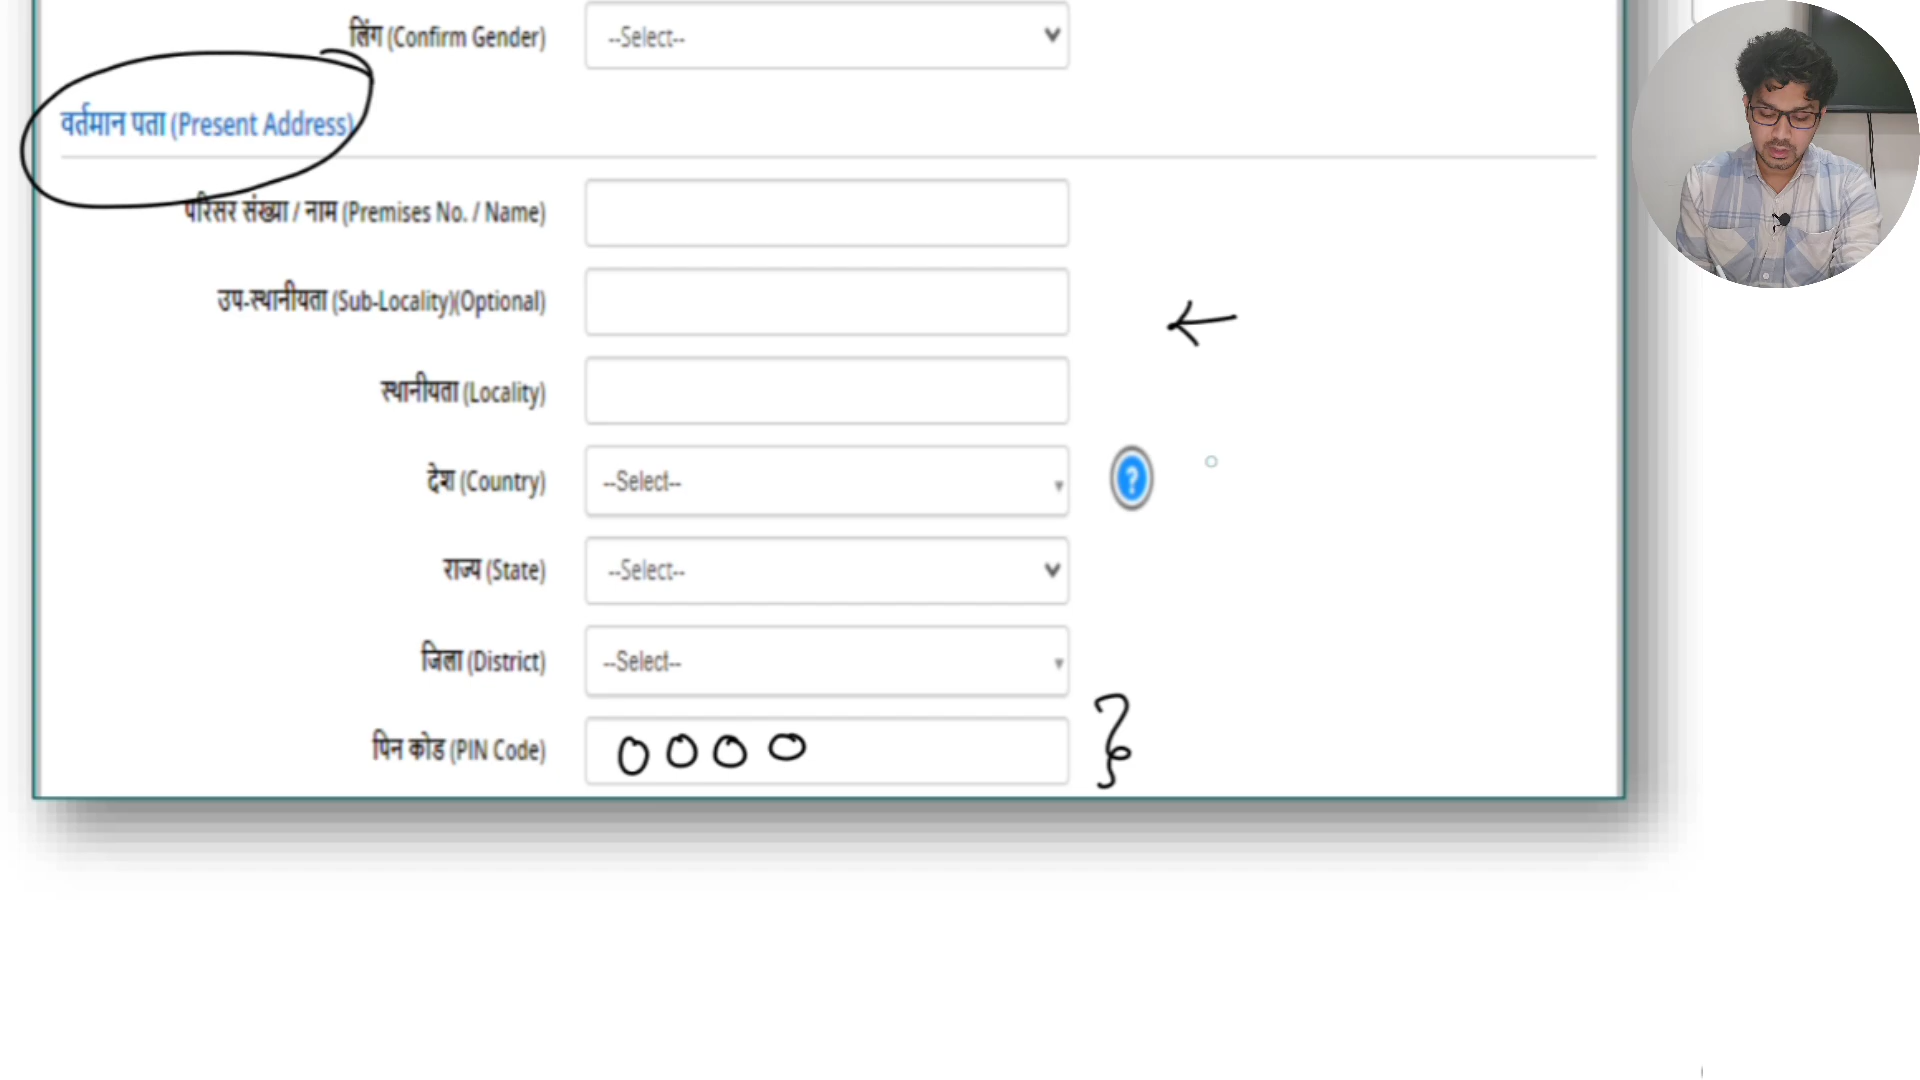 लिंग (Confirm Gender) --Select--
वर्तमान पता (Present Address)
परिसर संख्या / नाम (Premises No. / Name)
उप-स्थानीयता (Sub-Locality)(Optional)
स्थानीयता (Locality)
देश (Country) --Select-- ?
राज्य (State) --Select--
जिला (District) --Select--
पिन कोड (PIN Code) 0000